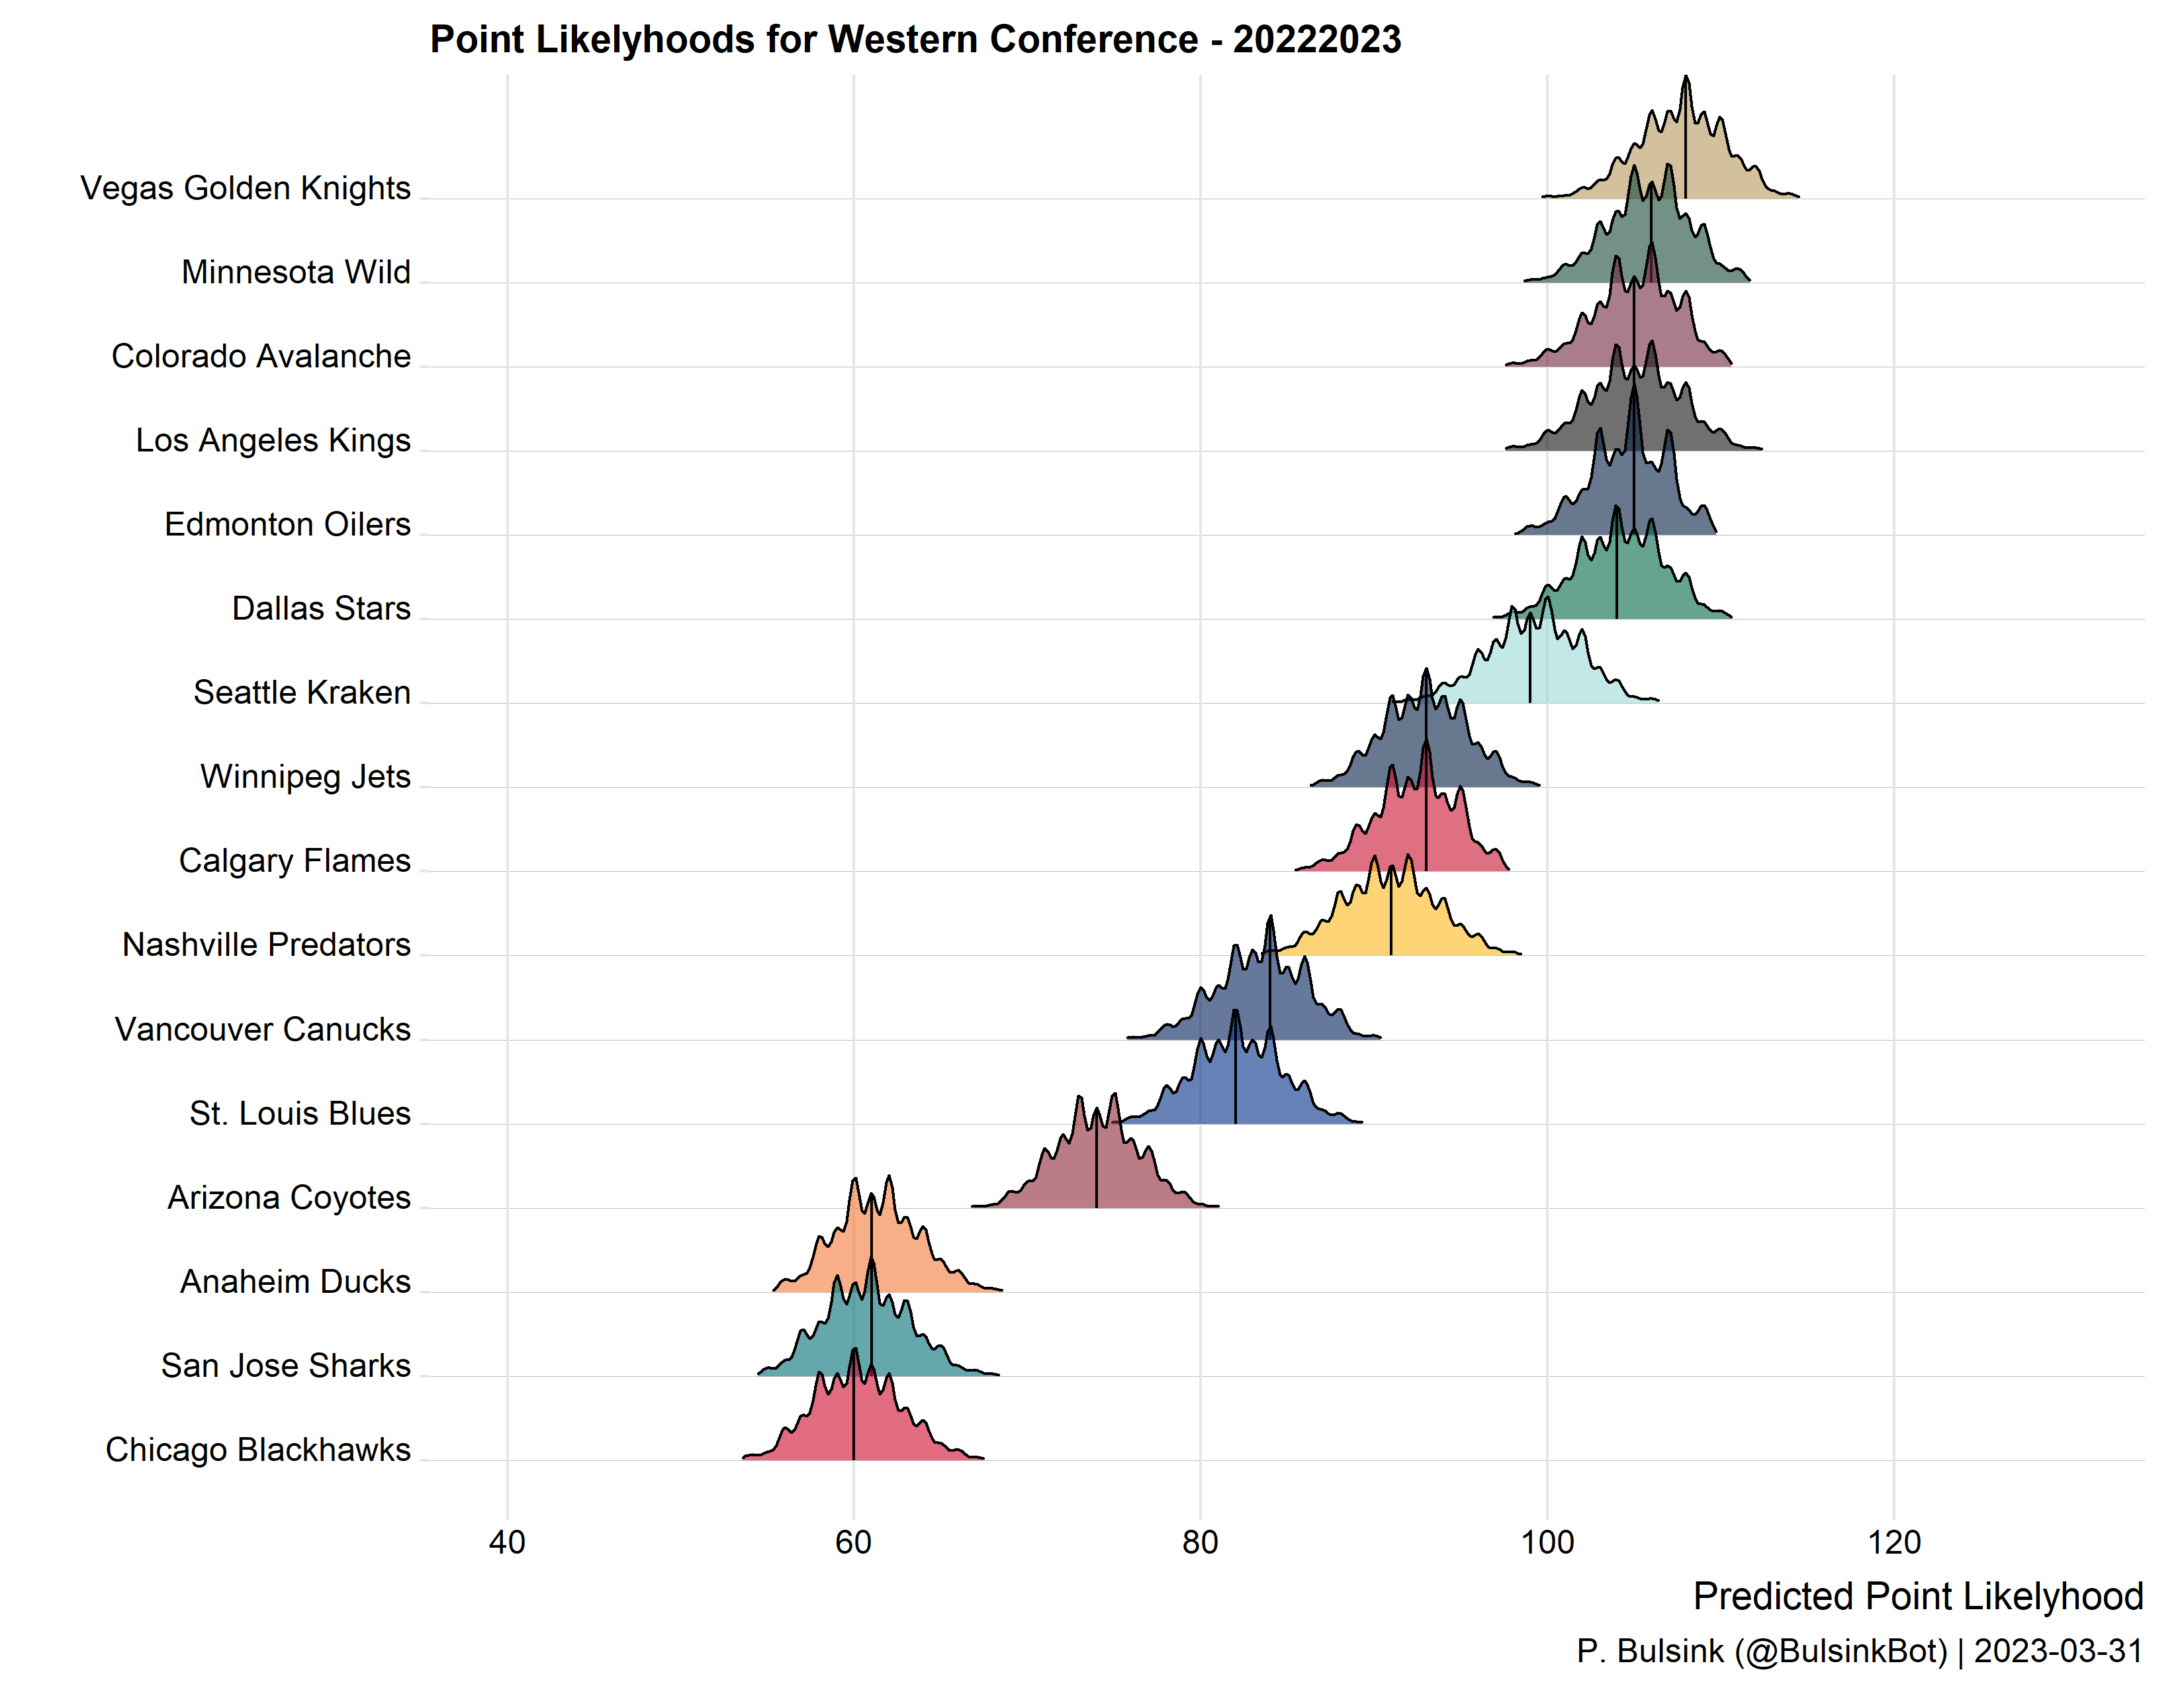 Point Likelyhoods for Western Conference - 20222023
Vegas Golden Knights
Minnesota Wild
Colorado Avalanche
Los Angeles Kings
Edmonton Oilers
Dallas Stars
Seattle Kraken
Winnipeg Jets
Calgary Flames
Nashville Predators
Vancouver Canucks
St. Louis Blues
Arizona Coyotes
Anaheim Ducks
San Jose Sharks
Chicago Blackhawks
40 60 80 100 120
Predicted Point Likelyhood
P. Bulsink (@BulsinkBot) | 2023-03-31